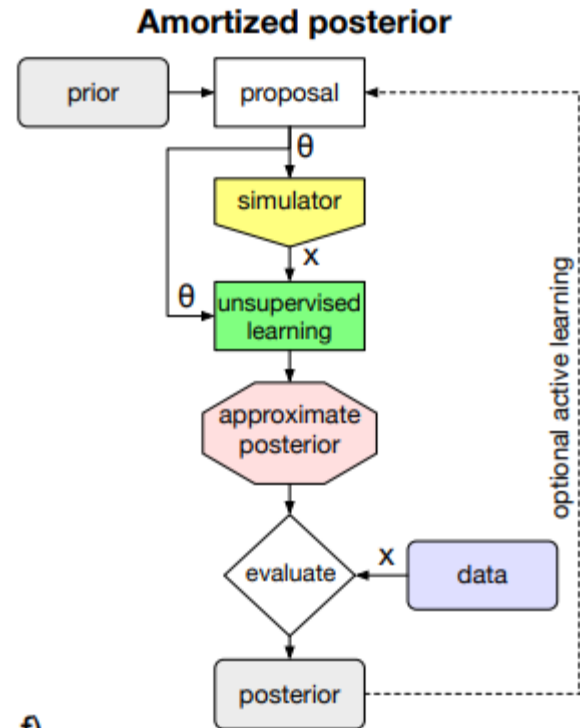 Amortized posterior
prior
proposal
θ
simulator
x
θ
unsupervised
learning
approximate
posterior
evaluate
x
data
posterior
optional active learning
f)